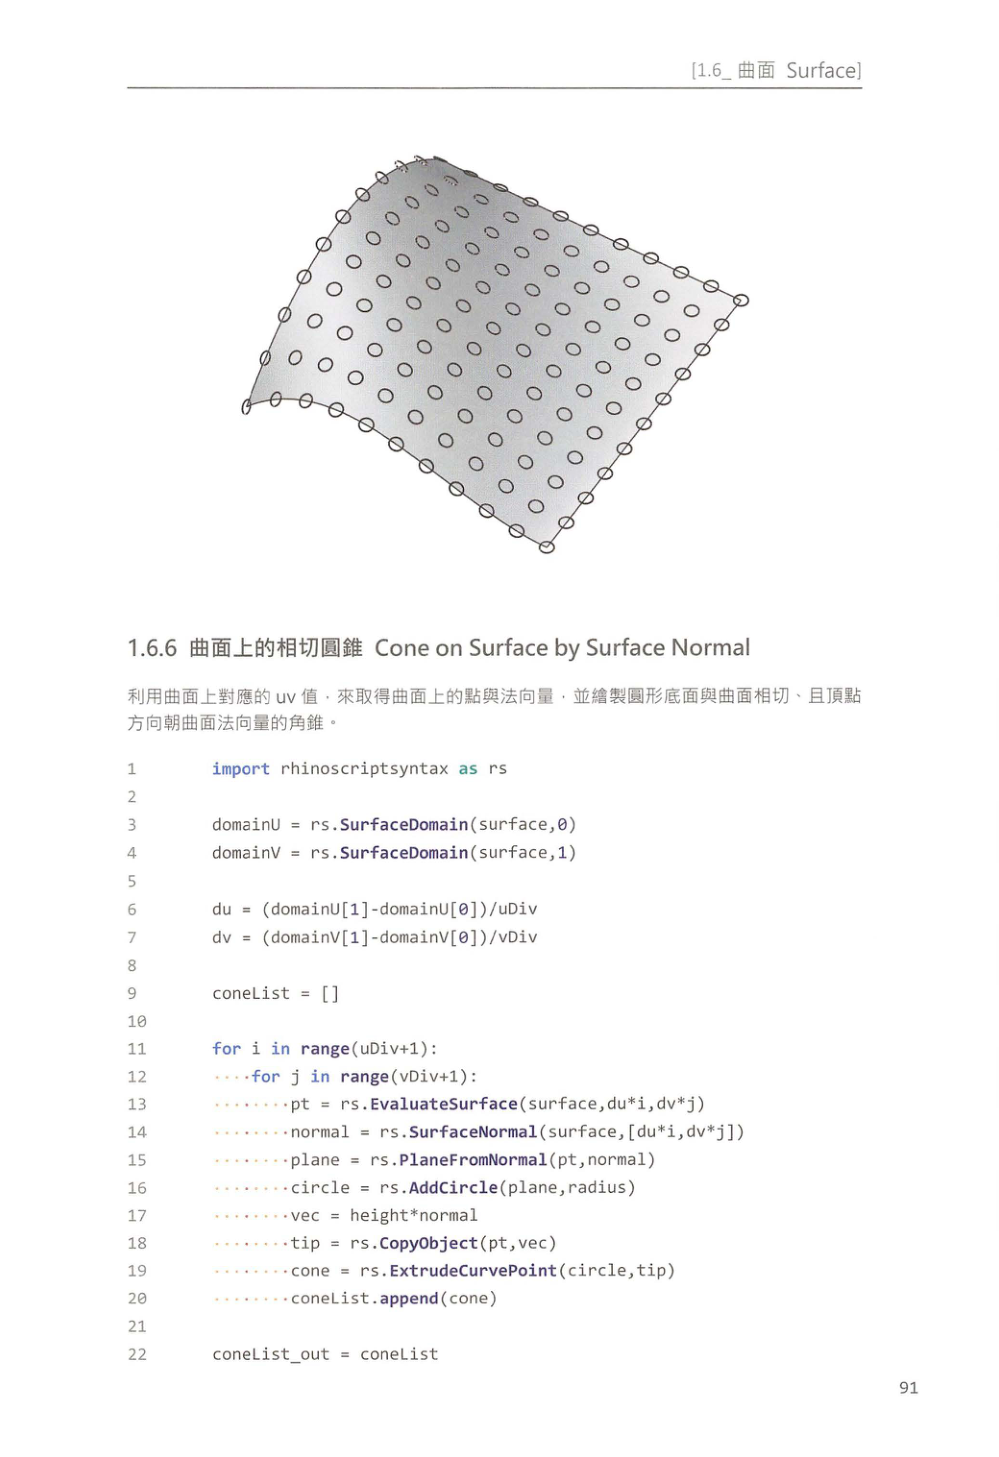 [1.6_ 曲面 Surface]
1.6.6 曲面上的相切圓錐 Cone on Surface by Surface Normal
利用曲面上對應的 uv 值，來取得曲面上的點與法向量，並繪製圓形底面與曲面相切、且頂點
方向朝曲面法向量的角錐。
1 import rhinoscriptsyntax as rs
2
3 domainU = rs.SurfaceDomain(surface,0)
4 domainV = rs.SurfaceDomain(surface,1)
5
6 du = (domainU[1]-domainU[0])/uDiv
7 dv = (domainV[1]-domainV[0])/vDiv
8
9 coneList = []
10
11 for i in range(uDiv+1):
12 ····for j in range(vDiv+1):
13 ········pt = rs.EvaluateSurface(surface,du*i,dv*j)
14 ········normal = rs.SurfaceNormal(surface,[du*i,dv*j])
15 ········plane = rs.PlaneFromNormal(pt,normal)
16 ········circle = rs.AddCircle(plane,radius)
17 ········vec = height*normal
18 ········tip = rs.CopyObject(pt,vec)
19 ········cone = rs.ExtrudeCurvePoint(circle,tip)
20 ········coneList.append(cone)
21
22 coneList_out = coneList
91